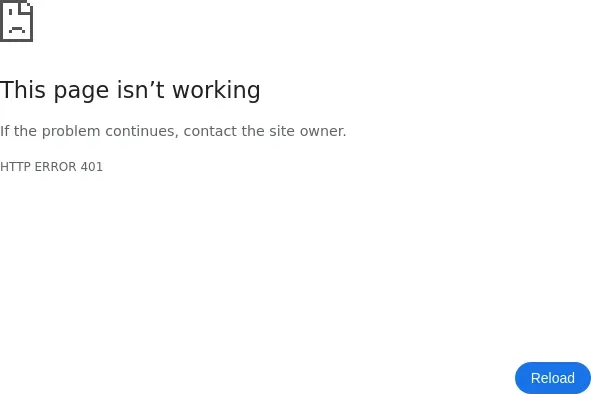 This page isn’t working
If the problem continues, contact the site owner.
HTTP ERROR 401
Reload